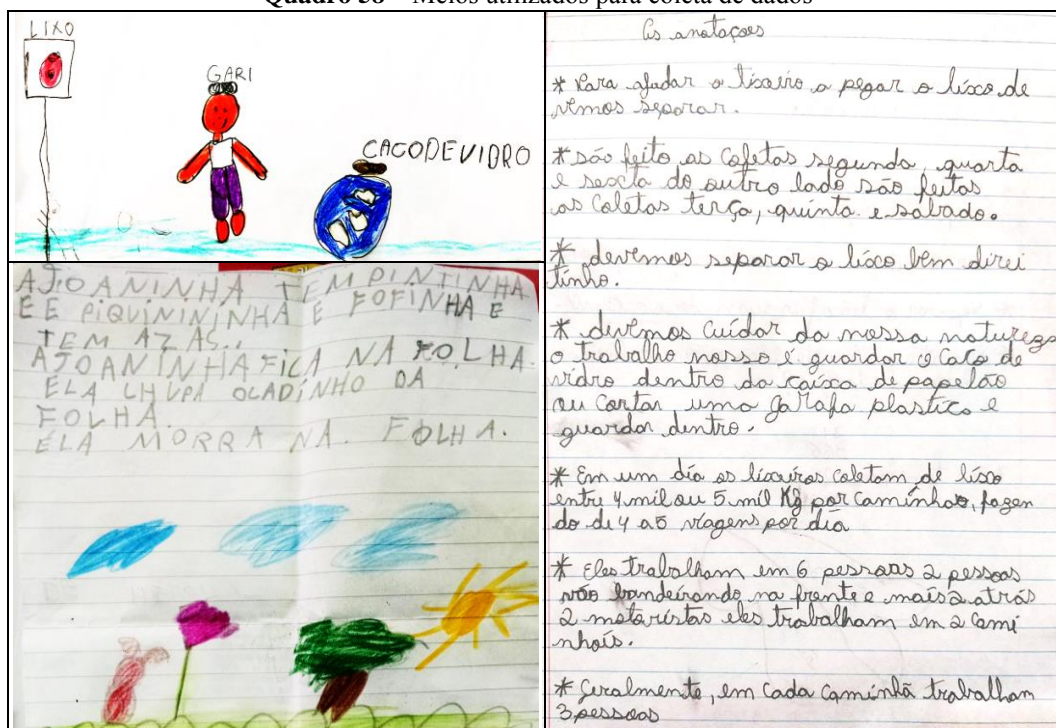 Quadro 38 – Meios utilizados para coleta de dados
LIXO
GARI
CACODEVIDRO
AJOANINHA TEM PINTINHA
E E PIQUINININHA E FOFINHA E
TEM AZAS.
AJOANINHA FICA NA FOLHA.
ELA CHUPA OLADINHO DA
FOLHA.
ELA MORRA NA FOLHA.
As anotaçoes
* Para ajudar o lixeiro a pegar o lixo de
vemos separar.
* são feito as coletas segunda, quarta
e sexta do outro lado são feitas
as coletas terça, quinta e sabado.
* devemos separar o lixo bem direi
tinho.
* devemos cuidar da nossa natureza
o trabalho nosso é guardar o caco de
vidro dentro da caixa de papelão
ou cortar uma garafa plastico e
guardar dentro.
* Em um dia os lixeiros coletam de lixo
entre 4 mil ou 5 mil Kg por caminhao, fazen
do de 4 a 5 viagens por dia
* Eles trabalham em 6 pessoas 2 pessoas
vão bandeirando na frente e mais 2 atrás
2 motoristas eles trabalham em 2 cami
nhois.
* Geralmente, em cada caminhã trabalham
3 pessoas